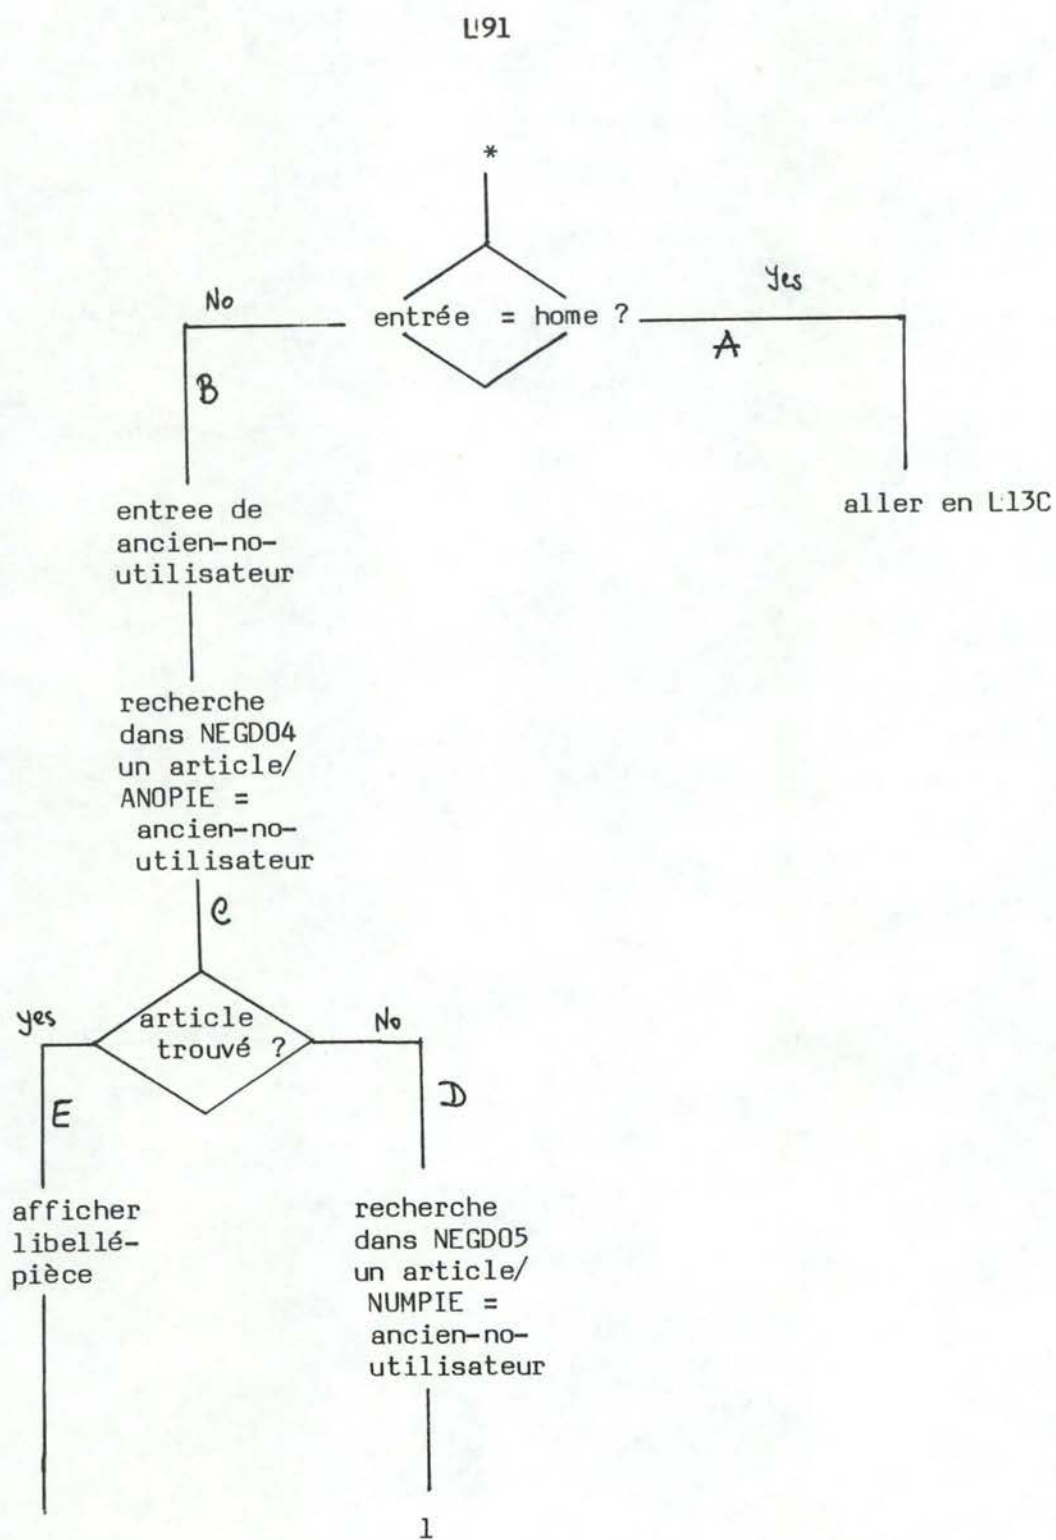 L91
*
No
Yes
entrée = home ?
A
B
entree de
ancien-no-
utilisateur
aller en L13C
recherche
dans NEGD04
un article/
ANOPIE =
ancien-no-
utilisateur
C
yes
article
trouvé ?
No
E
D
afficher
libellé-
pièce
recherche
dans NEGD05
un article/
NUMPIE =
ancien-no-
utilisateur
1